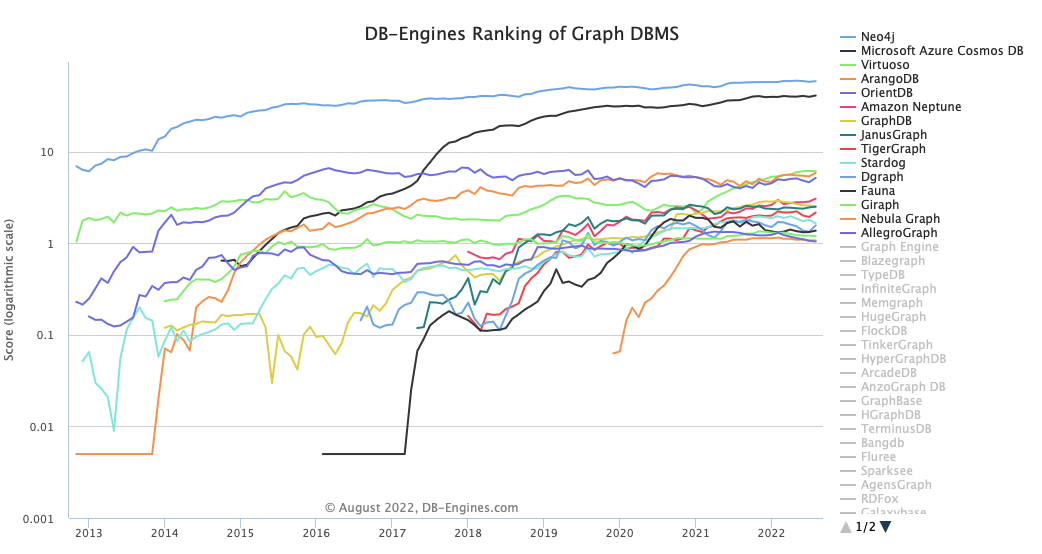 DB-Engines Ranking of Graph DBMS
Score (logarithmic scale)
10
1
0.1
0.01
0.001
2013 2014 2015 2016 2017 2018 2019 2020 2021 2022
© August 2022, DB-Engines.com
Neo4j
Microsoft Azure Cosmos DB
Virtuoso
ArangoDB
OrientDB
Amazon Neptune
GraphDB
JanusGraph
TigerGraph
Stardog
Dgraph
Fauna
Giraph
Nebula Graph
AllegroGraph
Graph Engine
Blazegraph
TypeDB
InfiniteGraph
Memgraph
HugeGraph
FlockDB
TinkerGraph
HyperGraphDB
ArcadeDB
AnzoGraph DB
GraphBase
HGraphDB
TerminusDB
Bangdb
Fluree
Sparksee
AgensGraph
RDFox
Galaxybase
1/2